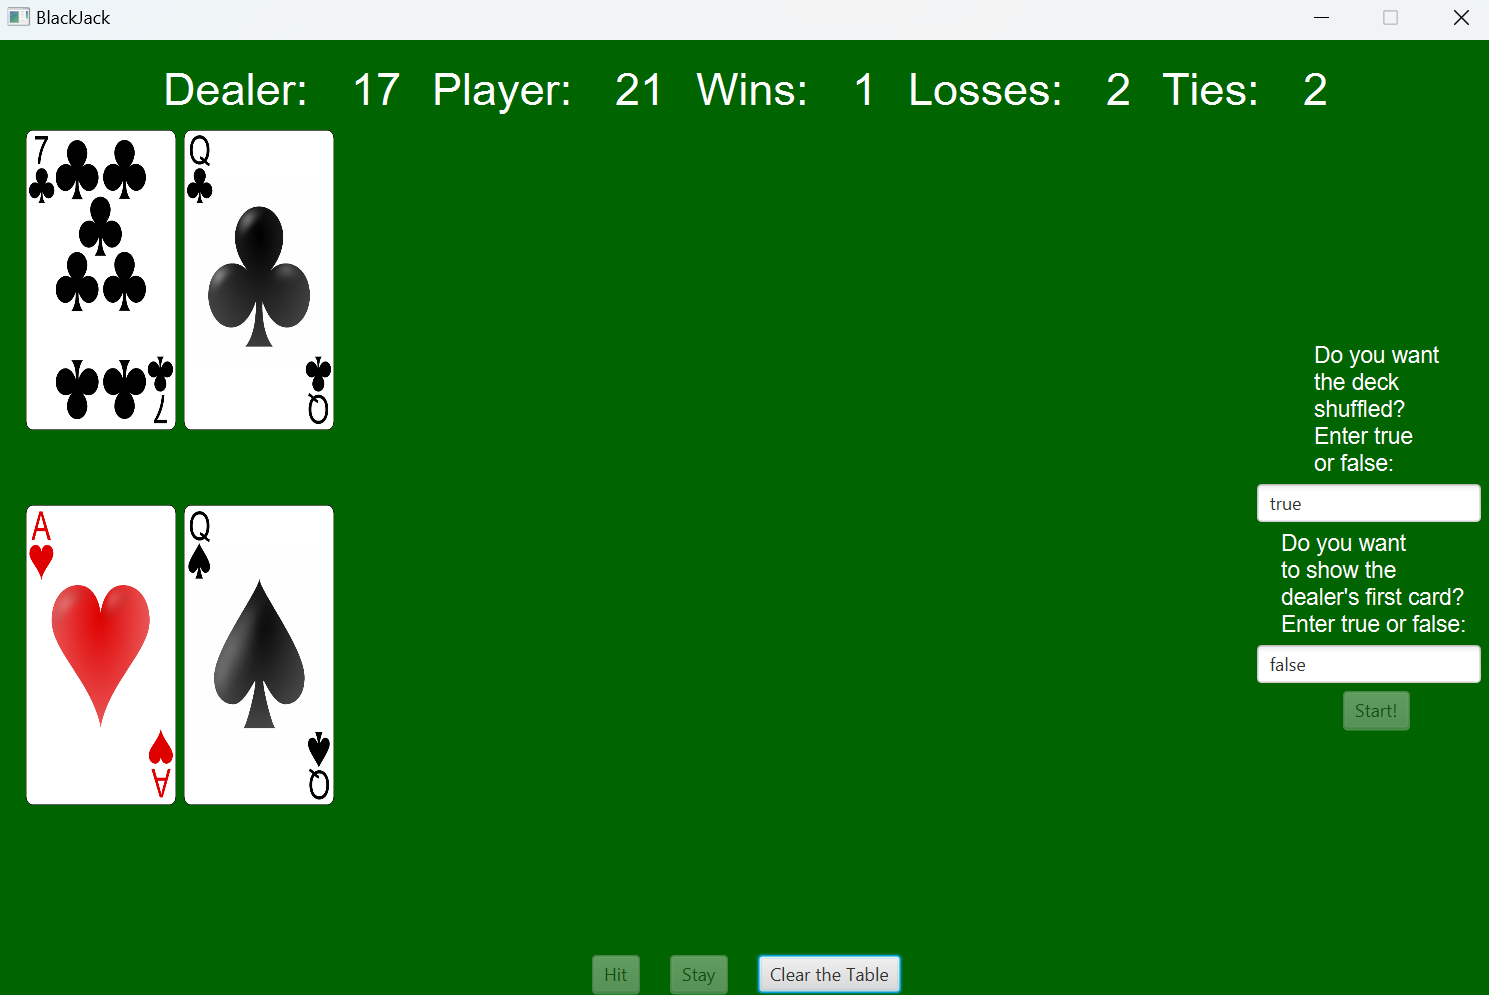 BlackJack
Dealer: 17 Player: 21 Wins: 1 Losses: 2 Ties: 2
7 Q
7 Q
A Q
A Q
Do you want
the deck
shuffled?
Enter true
or false:
true
Do you want
to show the
dealer's first card?
Enter true or false:
false
Start!
Hit Stay Clear the Table